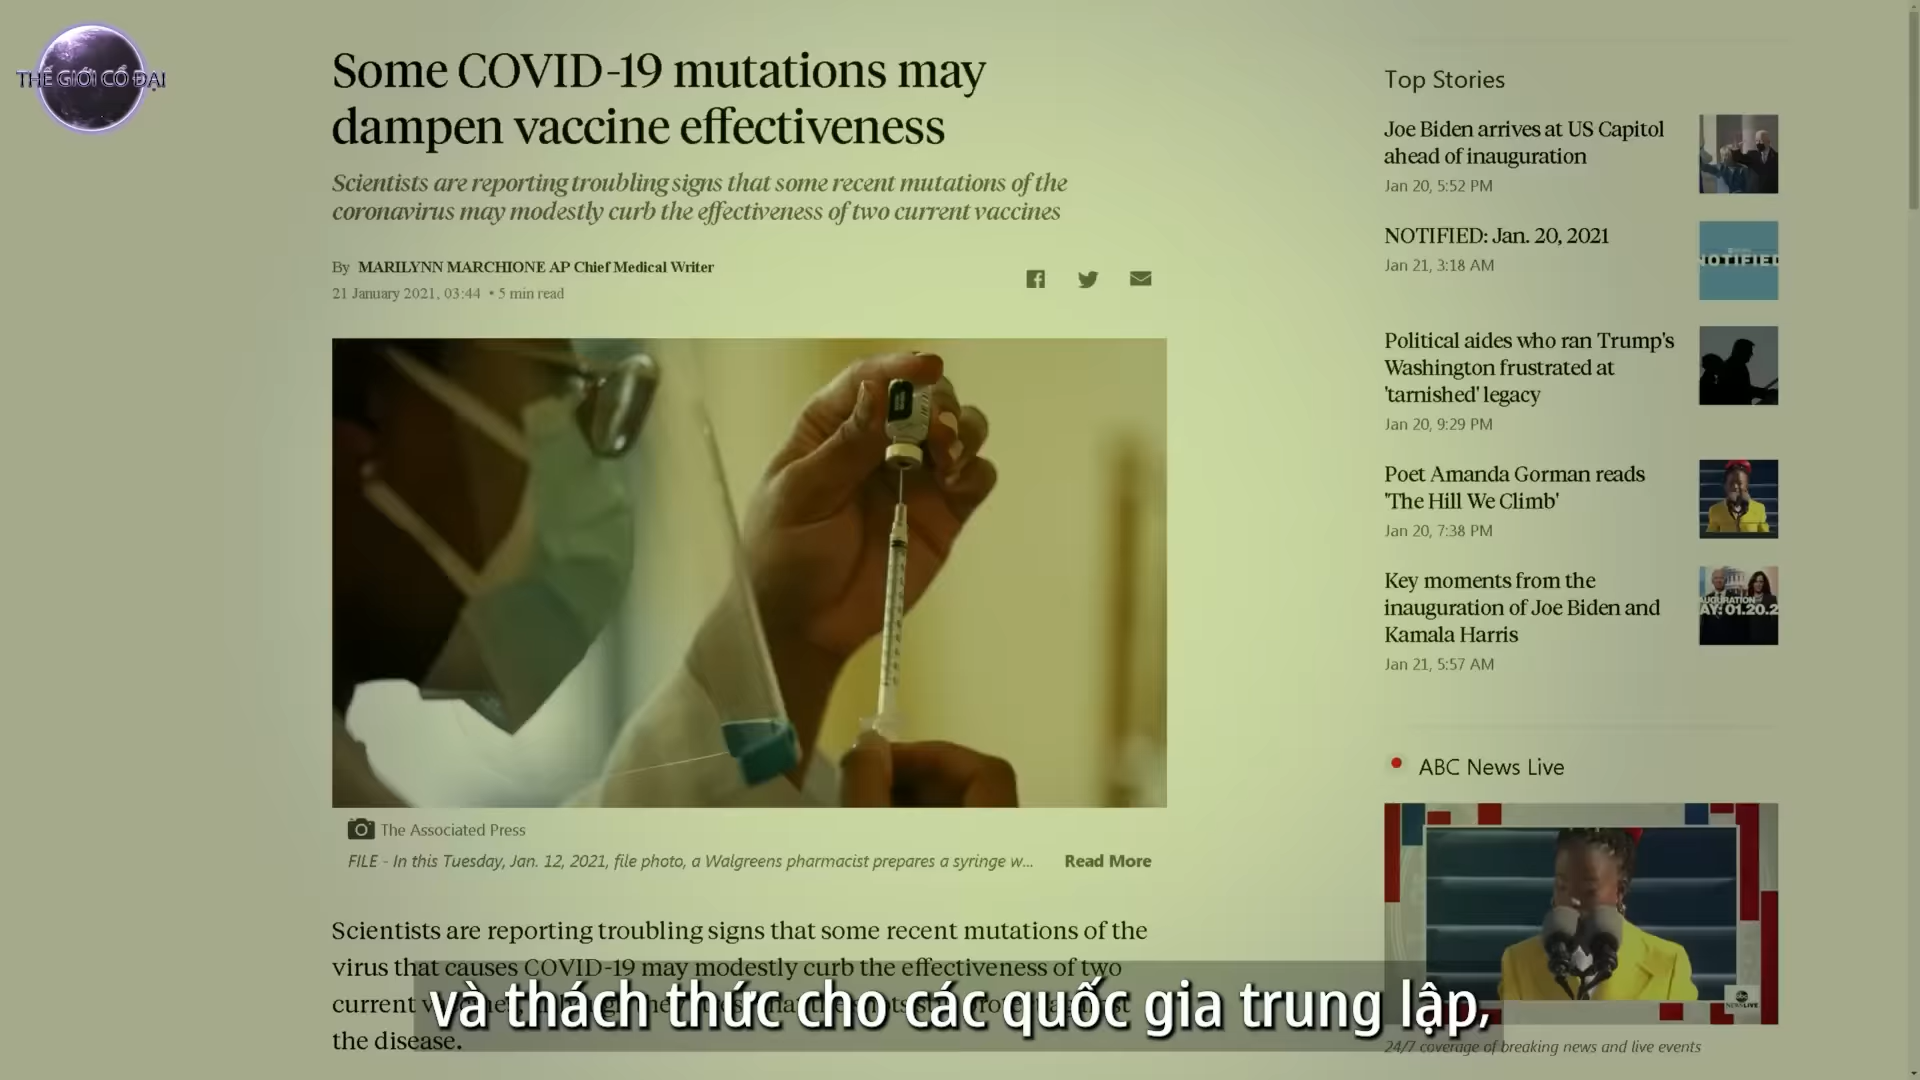 THẾ GIỚI CỔ ĐẠI
Some COVID-19 mutations may
dampen vaccine effectiveness
Scientists are reporting troubling signs that some recent mutations of the
coronavirus may modestly curb the effectiveness of two current vaccines
By MARILYNN MARCHIONE AP Chief Medical Writer
21 January 2021, 03:44 • 5 min read
The Associated Press
FILE - In this Tuesday, Jan. 12, 2021, file photo, a Walgreens pharmacist prepares a syringe w...
Read More
Scientists are reporting troubling signs that some recent mutations of the
virus that causes COVID-19 may modestly curb the effectiveness of two
current
the disease.
và thách thức cho các quốc gia trung lập,
Top Stories
Joe Biden arrives at US Capitol
ahead of inauguration
Jan 20, 5:52 PM
NOTIFIED: Jan. 20, 2021
Jan 21, 3:18 AM
NOTIFIED
Political aides who ran Trump's
Washington frustrated at
'tarnished' legacy
Jan 20, 9:29 PM
Poet Amanda Gorman reads
'The Hill We Climb'
Jan 20, 7:38 PM
Key moments from the
inauguration of Joe Biden and
Kamala Harris
Jan 21, 5:57 AM
AUGURATION
AY: 01.20.2
ABC News Live
NEWS LIVE
24/7 coverage of breaking news and live events